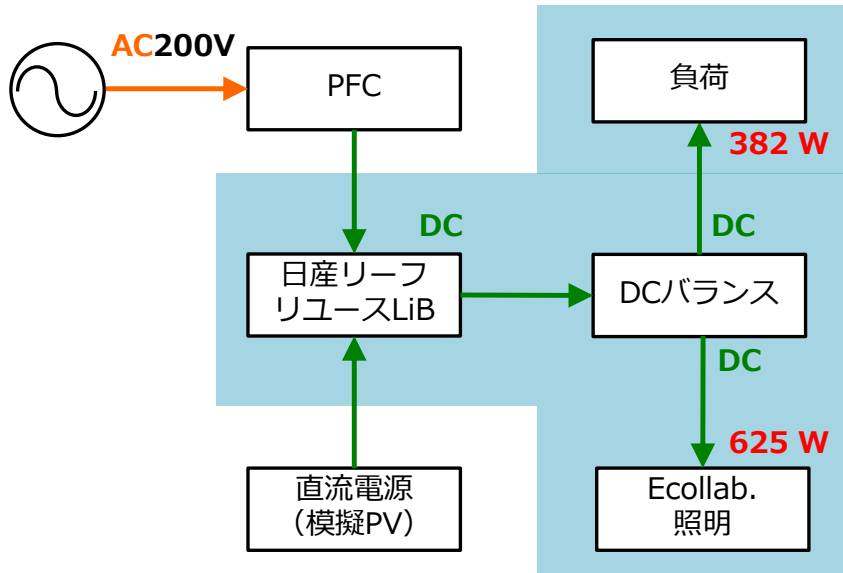 AC200V
PFC
負荷
382 W
DC
DC
日産リーフ
リユースLiB
DCバランス
DC
625 W
直流電源
（模擬PV）
Ecollab.
照明